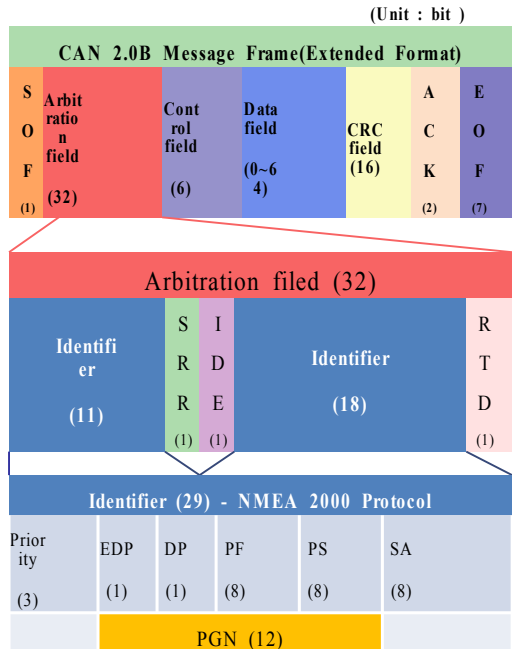 (Unit : bit )
CAN 2.0B Message Frame(Extended Format)
S
O
F
(1)
Arbit
ratio
n
field
(32)
Cont
rol
field
(6)
Data
field
(0~6
4)
CRC
field
(16)
A
C
K
(2)
E
O
F
(7)
Arbitration filed (32)
Identifi
er
(11)
S
R
R
(1)
I
D
E
(1)
Identifier
(18)
R
T
D
(1)
Identifier (29) - NMEA 2000 Protocol
Prior
ity
(3)
EDP
(1)
DP
(1)
PF
(8)
PS
(8)
SA
(8)
PGN (12)